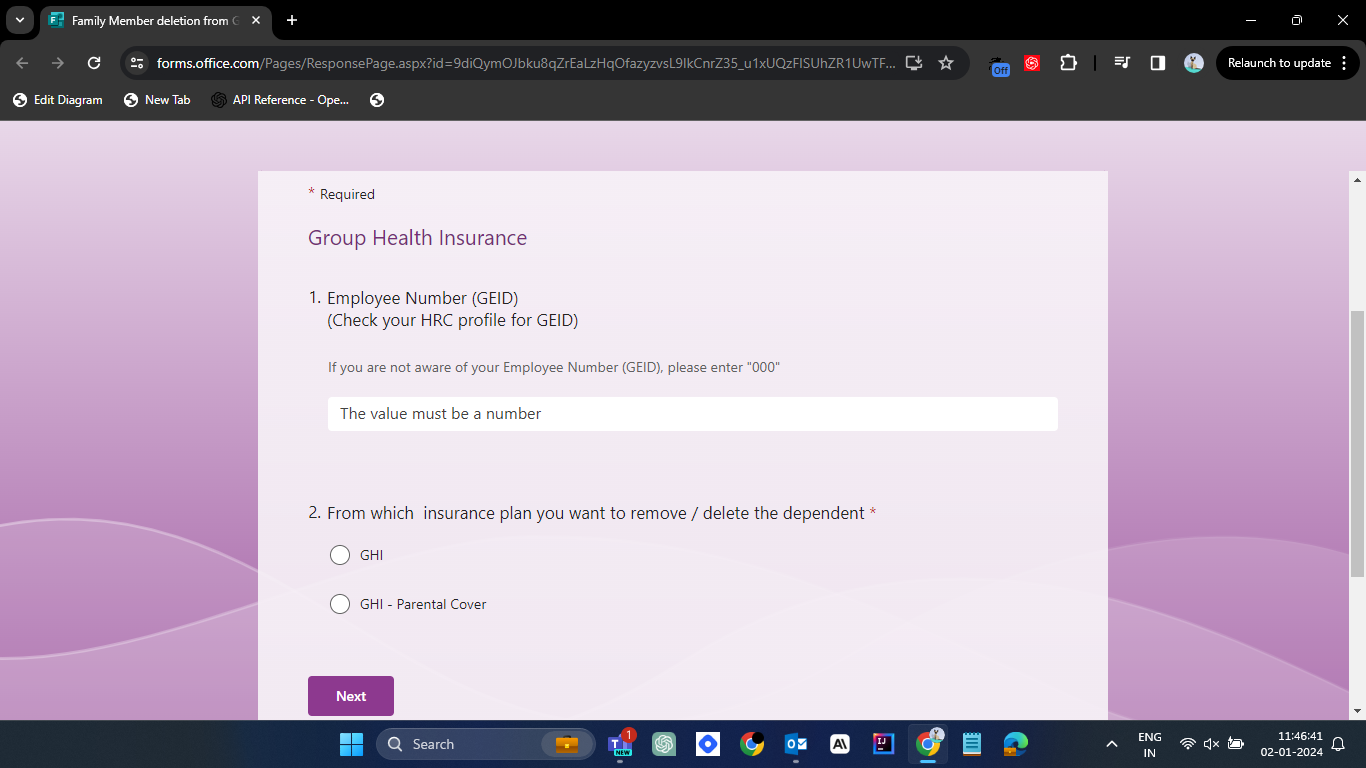 Family Member deletion from G
forms.office.com/Pages/ResponsePage.aspx?id=9diQymOJbku8qZrEaLzHqOfazyzvsL9IkCnrZ35_u1xUQzFISUhZR1UwTF...
Off
Relaunch to update
Edit Diagram
New Tab
API Reference - Ope...
* Required
Group Health Insurance
1. Employee Number (GEID)
(Check your HRC profile for GEID)
If you are not aware of your Employee Number (GEID), please enter "000"
The value must be a number
2. From which insurance plan you want to remove / delete the dependent *
GHI
GHI - Parental Cover
Next
Search
1
NEW
ENG
IN
11:46:41
02-01-2024